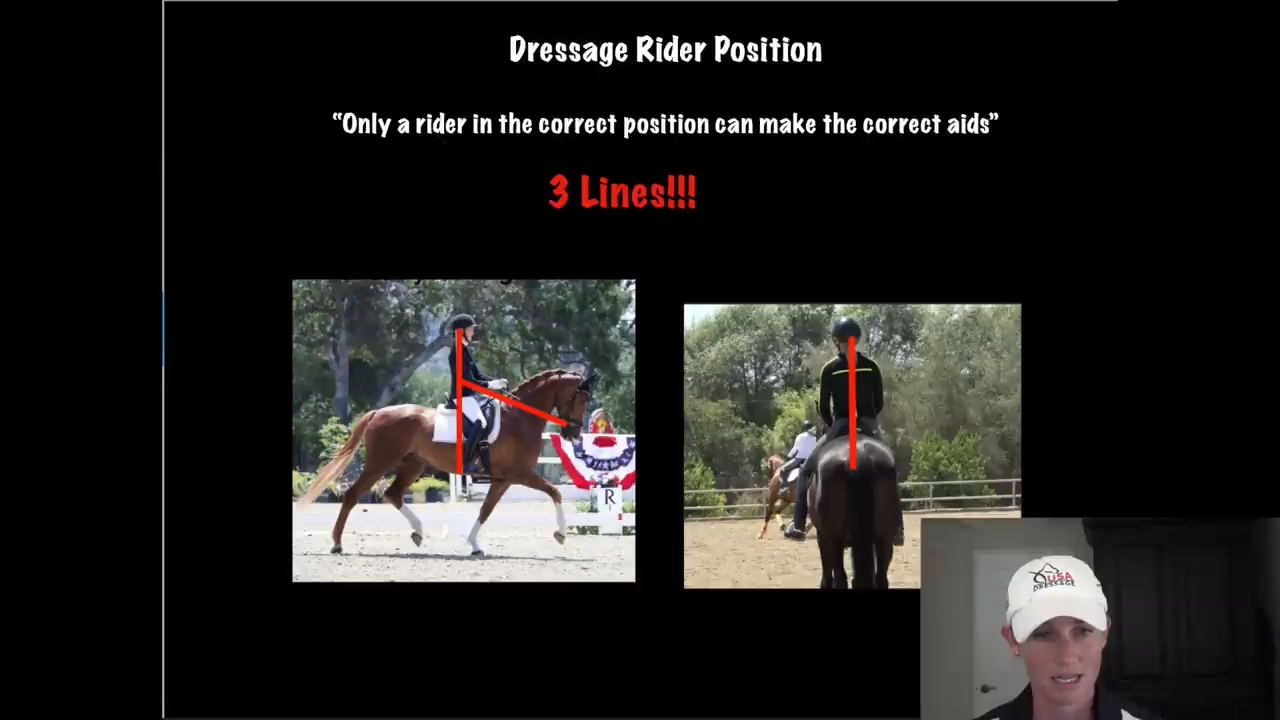 Dressage Rider Position
“Only a rider in the correct position can make the correct aids”
3 Lines!!!
R
USA
DRESSAGE